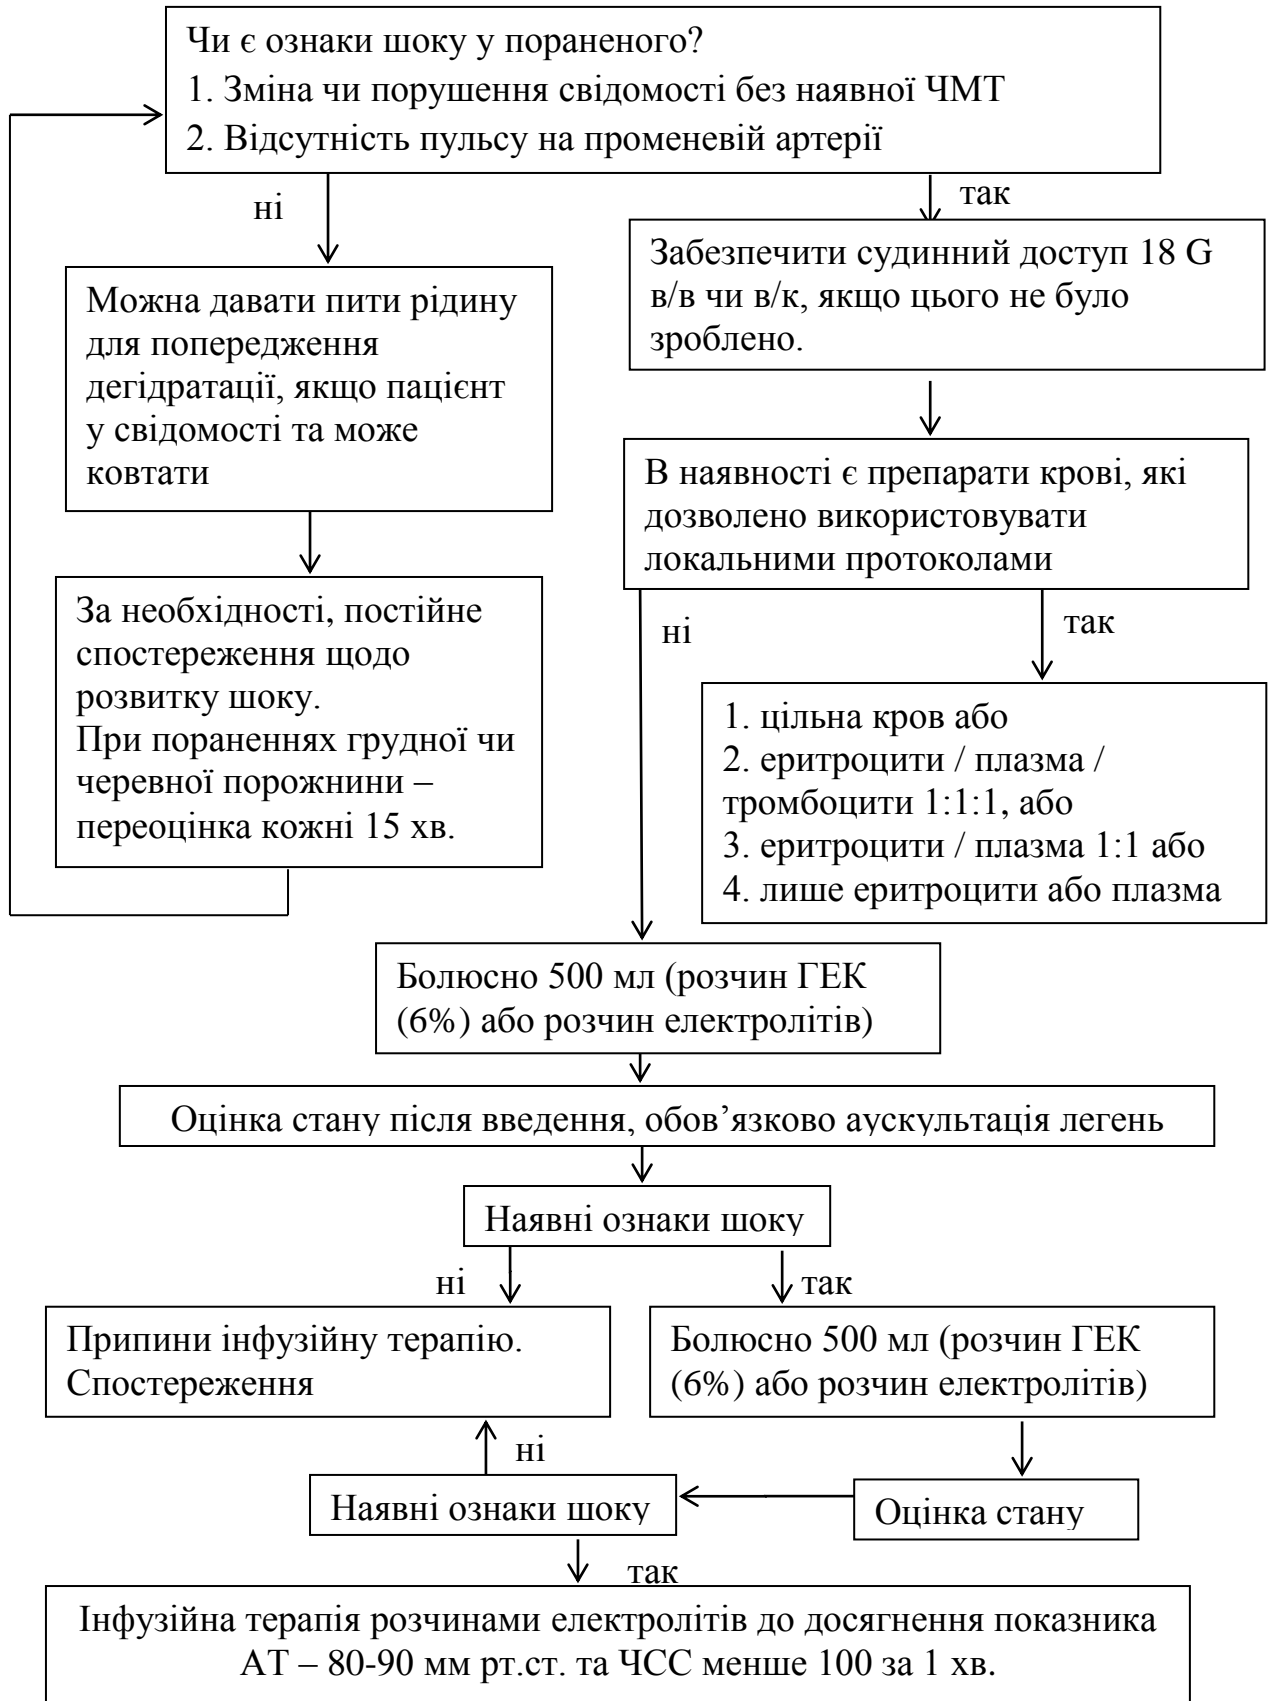 Чи є ознаки шоку у пораненого?
1. Зміна чи порушення свідомості без наявної ЧМТ
2. Відсутність пульсу на променевій артерії
ні
так
Можна давати пити рідину
для попередження
дегідратації, якщо пацієнт
у свідомості та може
ковтати
Забезпечити судинний доступ 18 G
в/в чи в/к, якщо цього не було
зроблено.
В наявності є препарати крові, які
дозволено використовувати
локальними протоколами
За необхідності, постійне
спостереження щодо
розвитку шоку.
При пораненнях грудної чи
черевної порожнини –
переоцінка кожні 15 хв.
ні
так
1. цільна кров або
2. еритроцити / плазма /
тромбоцити 1:1:1, або
3. еритроцити / плазма 1:1 або
4. лише еритроцити або плазма
Болюсно 500 мл (розчин ГЕК
(6%) або розчин електролітів)
Оцінка стану після введення, обов’язково аускультація легень
Наявні ознаки шоку
ні
так
Припини інфузійну терапію.
Спостереження
Болюсно 500 мл (розчин ГЕК
(6%) або розчин електролітів)
ні
Наявні ознаки шоку
Оцінка стану
так
Інфузійна терапія розчинами електролітів до досягнення показника
АТ – 80-90 мм рт.ст. та ЧСС менше 100 за 1 хв.